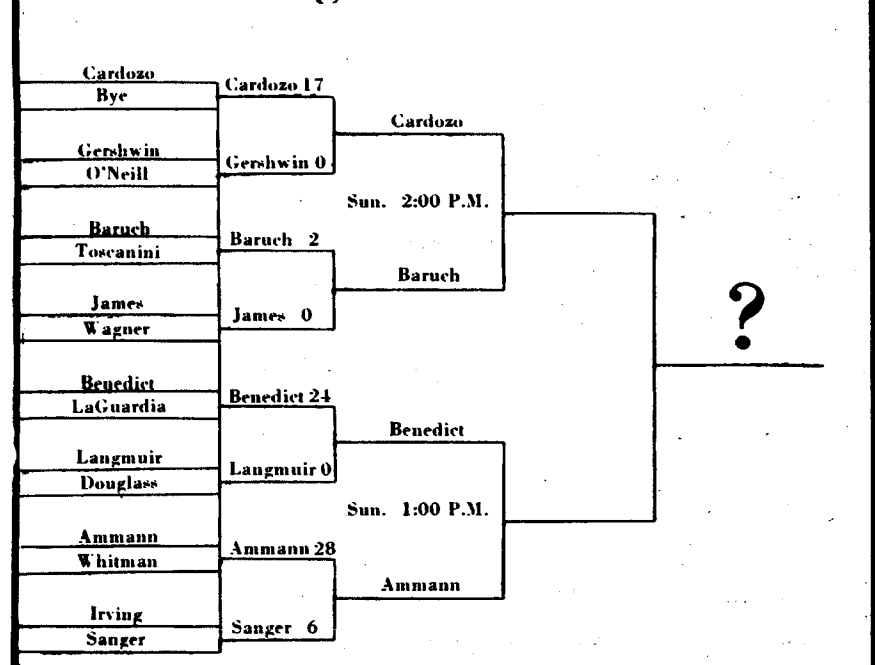 Cardozo
Bye
Gershwin
O'Neill
Baruch
Toscanini
James
Wagner
Benedict
LaGuardia
Langmuir
Douglass
Ammann
Whitman
Irving
Sanger
Cardozo 17
Gershwin 0
Baruch 2
James 0
Benedict 24
Langmuir 0
Ammann 28
Sanger 6
Cardozo
Sun. 2:00 P.M.
Baruch
Benedict
Sun. 1:00 P.M.
Ammann
?